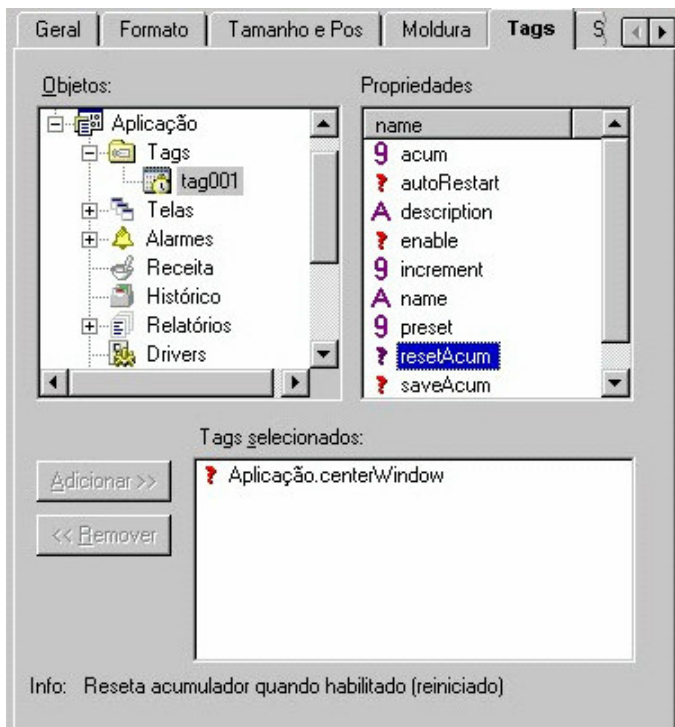 Geral Formato Tamanho e Pos Moldura Tags S
Objetos:
Aplicação
Tags
tag001
Telas
Alarmes
Receita
Histórico
Relatórios
Drivers
Propriedades
name
acum
autoRestart
description
enable
increment
name
preset
resetAcum
saveAcum
Tags selecionados:
Adicionar >>
<< Remover
Aplicação.centerWindow
Info: Reseta acumulador quando habilitado (reiniciado)